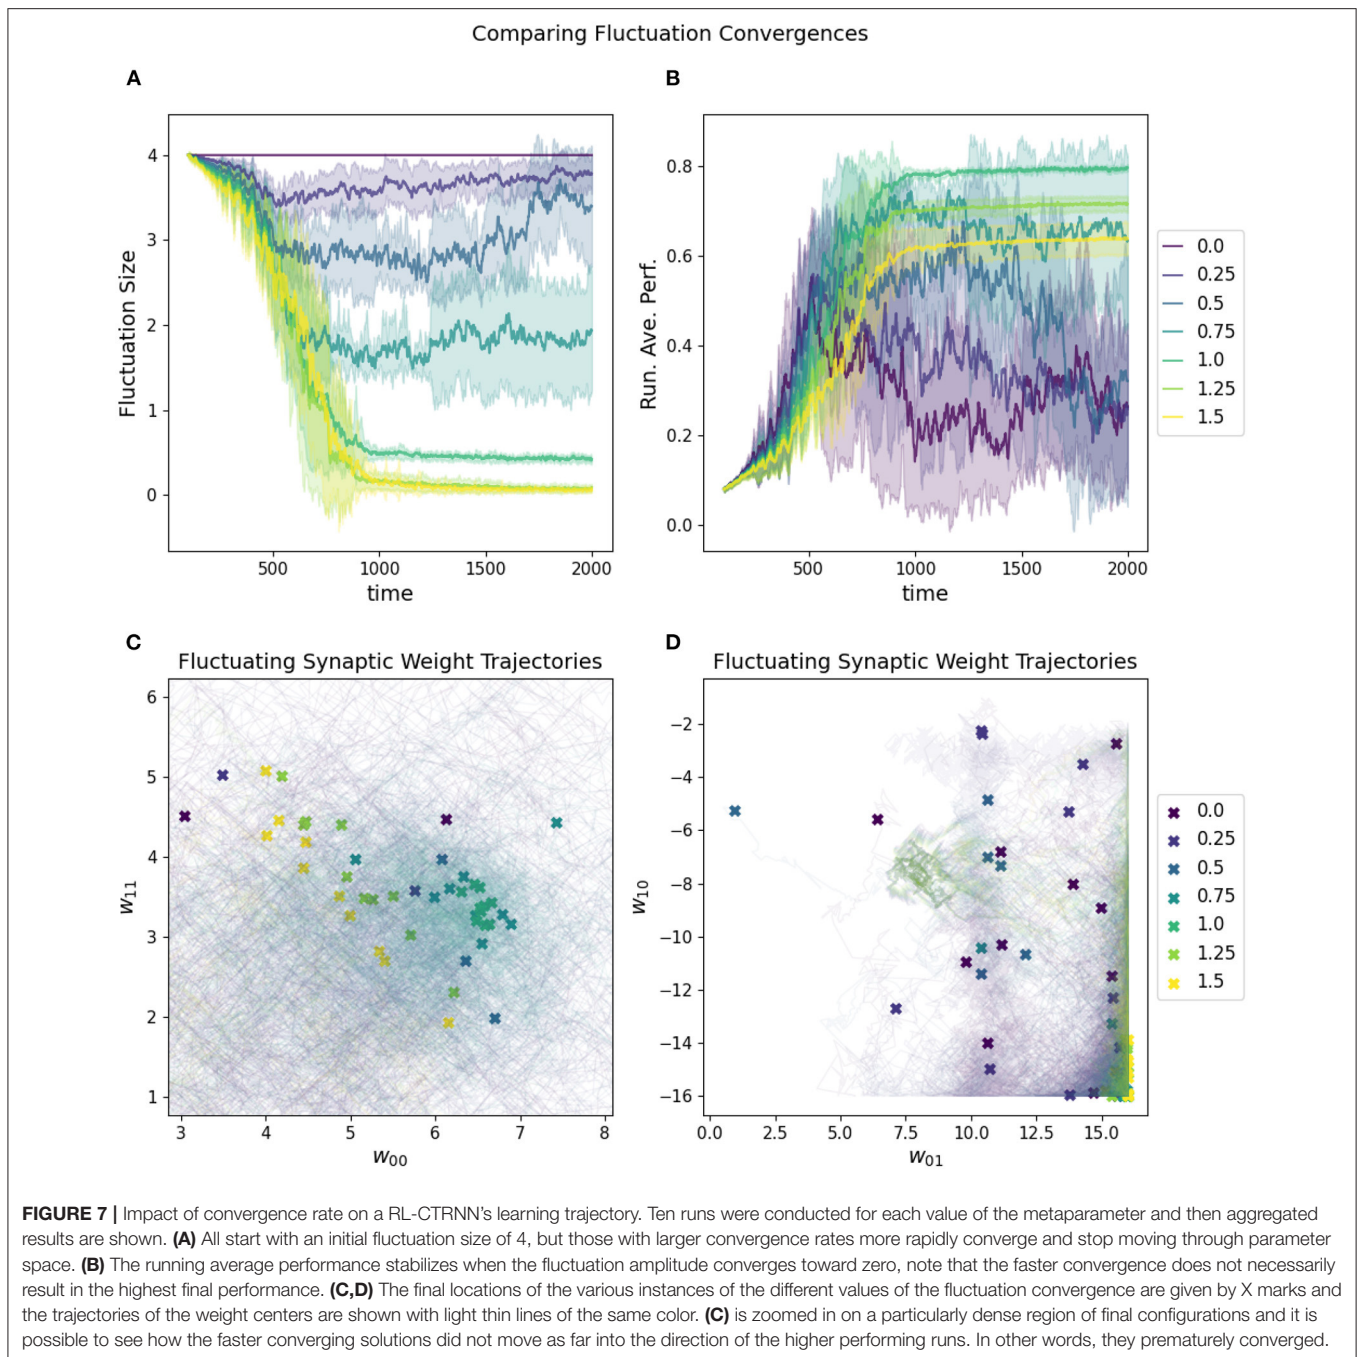 Comparing Fluctuation Convergences
A
B
Fluctuation Size
4
3
2
1
0
500
1000
1500
2000
time
Run. Ave. Perf.
0.8
0.6
0.4
0.2
0.0
500
1000
1500
2000
time
0.0
0.25
0.5
0.75
1.0
1.25
1.5
C
D
Fluctuating Synaptic Weight Trajectories
w11
6
5
4
3
2
1
3
4
5
6
7
8
w00
Fluctuating Synaptic Weight Trajectories
w10
−2
−4
−6
−8
−10
−12
−14
−16
0.0
2.5
5.0
7.5
10.0
12.5
15.0
w01
0.0
0.25
0.5
0.75
1.0
1.25
1.5
FIGURE 7 | Impact of convergence rate on a RL-CTRNN's learning trajectory. Ten runs were conducted for each value of the metaparameter and then aggregated
results are shown. (A) All start with an initial fluctuation size of 4, but those with larger convergence rates more rapidly converge and stop moving through parameter
space. (B) The running average performance stabilizes when the fluctuation amplitude converges toward zero, note that the faster convergence does not necessarily
result in the highest final performance. (C,D) The final locations of the various instances of the different values of the fluctuation convergence are given by X marks and
the trajectories of the weight centers are shown with light thin lines of the same color. (C) is zoomed in on a particularly dense region of final configurations and it is
possible to see how the faster converging solutions did not move as far into the direction of the higher performing runs. In other words, they prematurely converged.